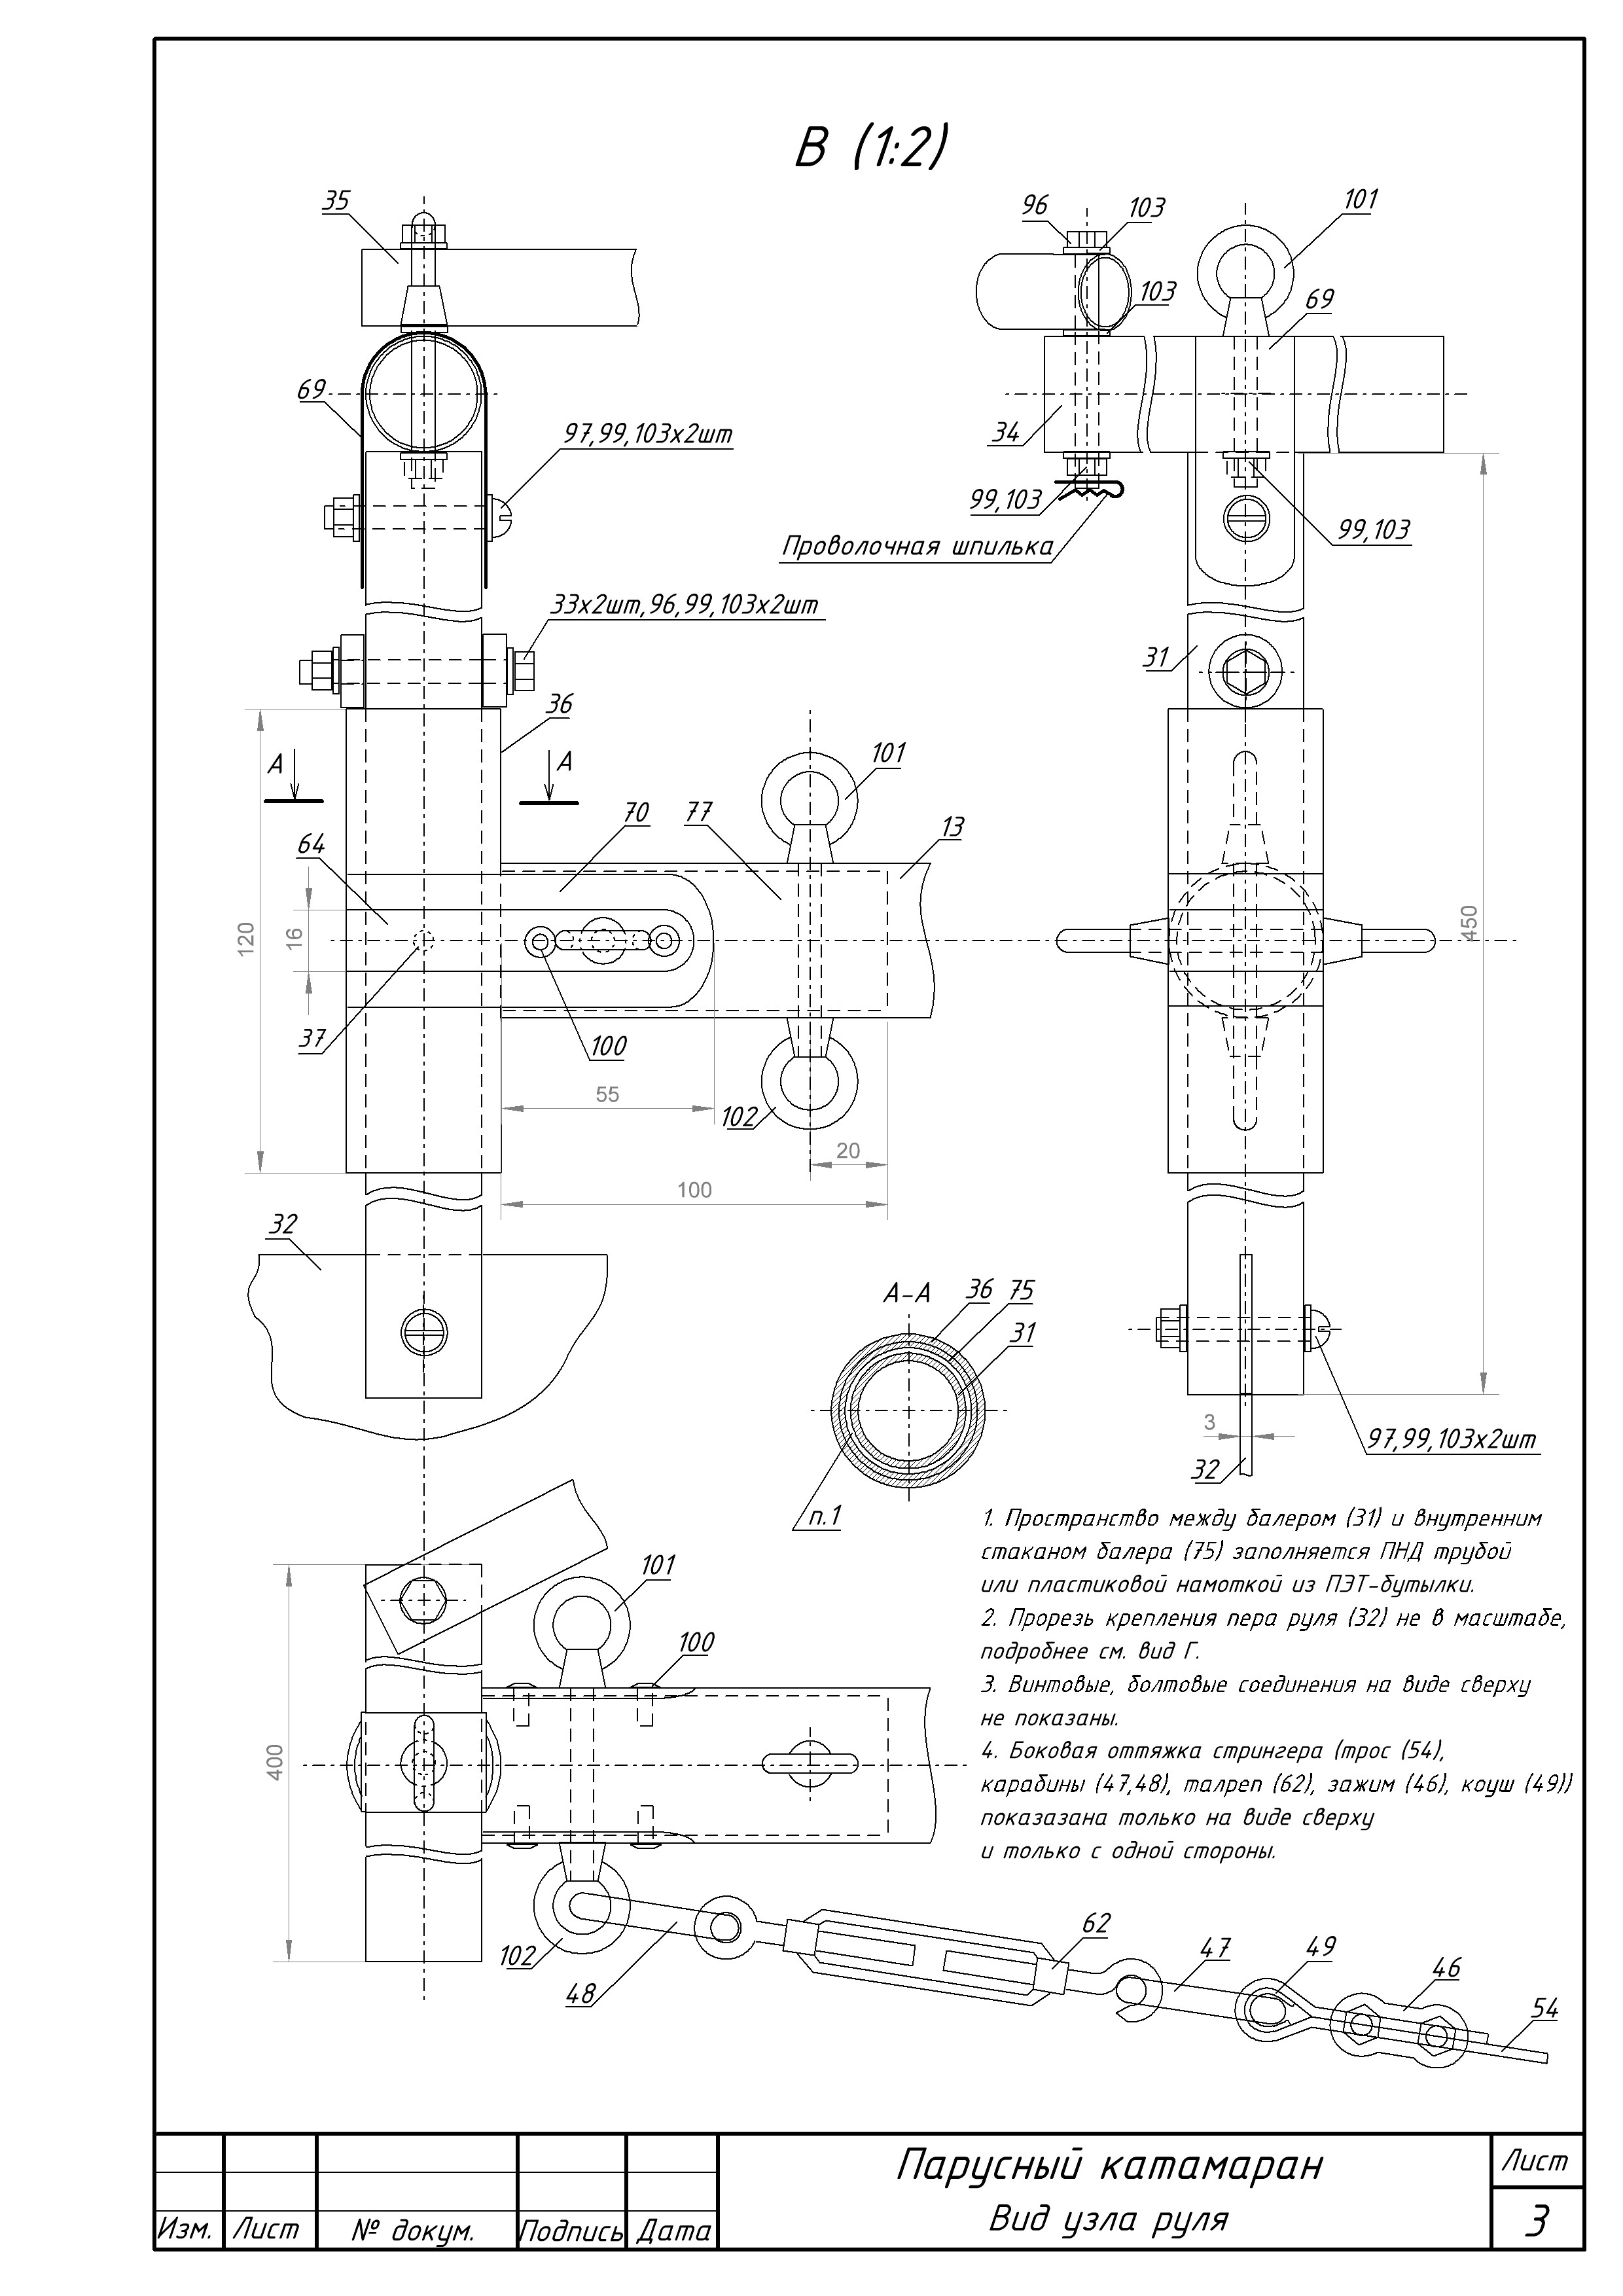 В (1:2)
35
96
103
101
103
69
69
97,99,103х2шт
34
99,103
99,103
Проволочная шпилька
33х2шт,96,99,103х2шт
31
36
А
А
101
70
77
13
64
120
16
450
37
100
55
102
20
100
32
А-А
36
75
31
3
97,99,103х2шт
32
п.1
1. Пространство между балером (31) и внутренним
стаканом балера (75) заполняется ПНД трубой
или пластиковой намоткой из ПЭТ-бутылки.
2. Прорезь крепления пера руля (32) не в масштабе,
подробнее см. вид Г.
3. Винтовые, болтовые соединения на виде сверху
не показаны.
4. Боковая оттяжка стрингера (трос (54),
карабины (47,48), талреп (62), зажим (46), коуш (49))
показазана только на виде сверху
и только с одной стороны.
101
100
400
102
48
62
47
49
46
54
Парусный катамаран
Лист
Изм.
Лист
№ докум.
Подпись
Дата
Вид узла руля
3